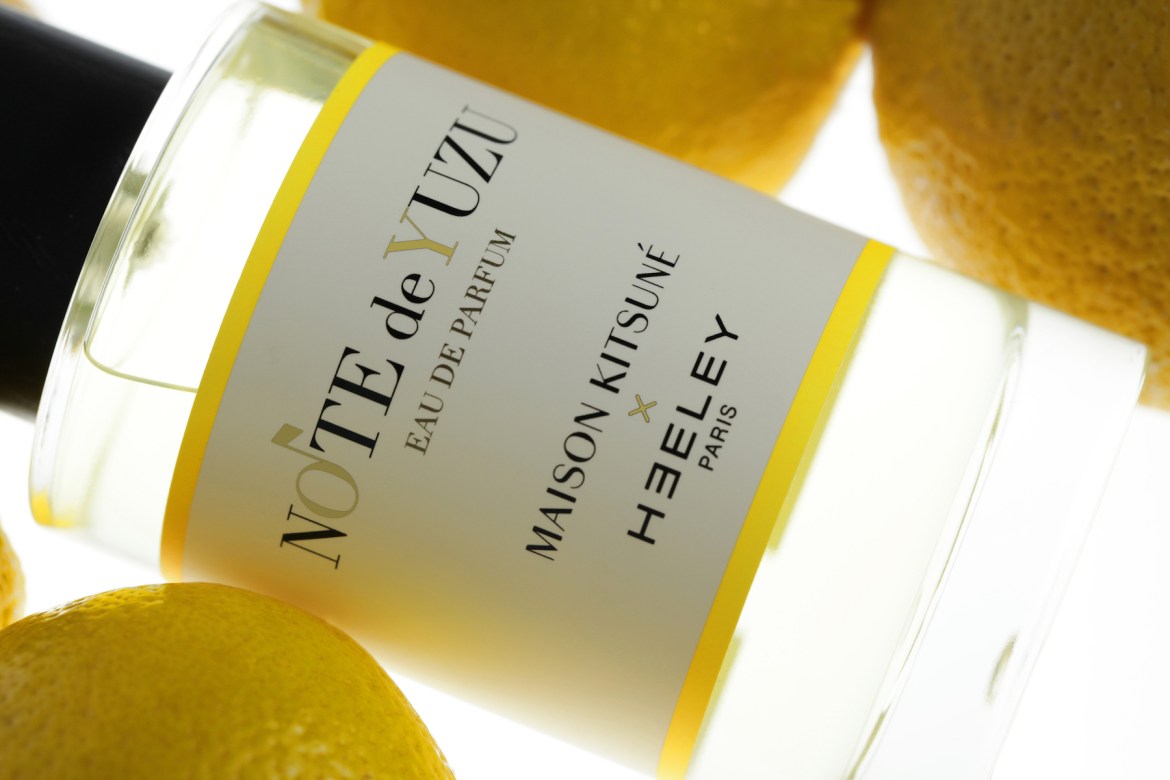 NOTE de YUZU
EAU DE PARFUM
MAISON KITSUNÉ
×
HEELEY
PARIS